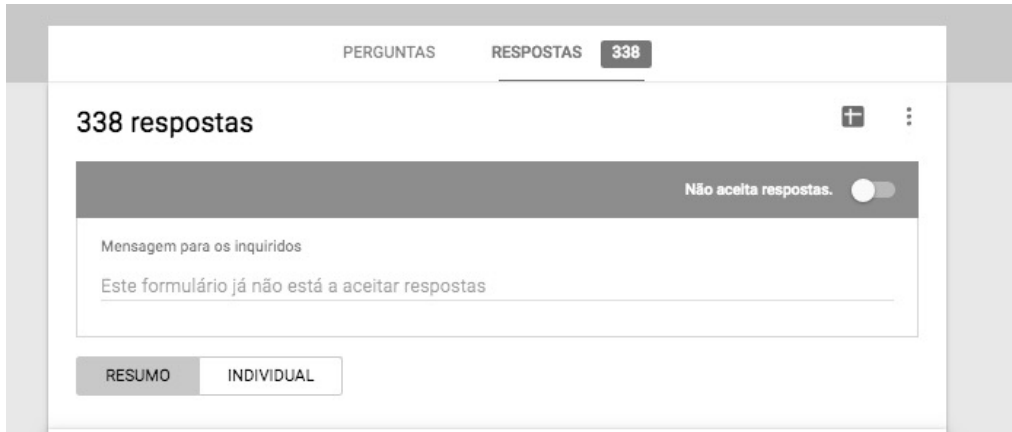 PERGUNTAS RESPOSTAS 338
338 respostas
Não aceita respostas.
Mensagem para os inquiridos
Este formulário já não está a aceitar respostas
RESUMO INDIVIDUAL